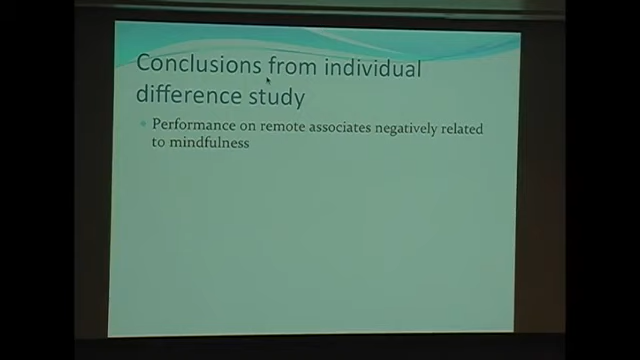 Conclusions from individual
difference study
Performance on remote associates negatively related
to mindfulness